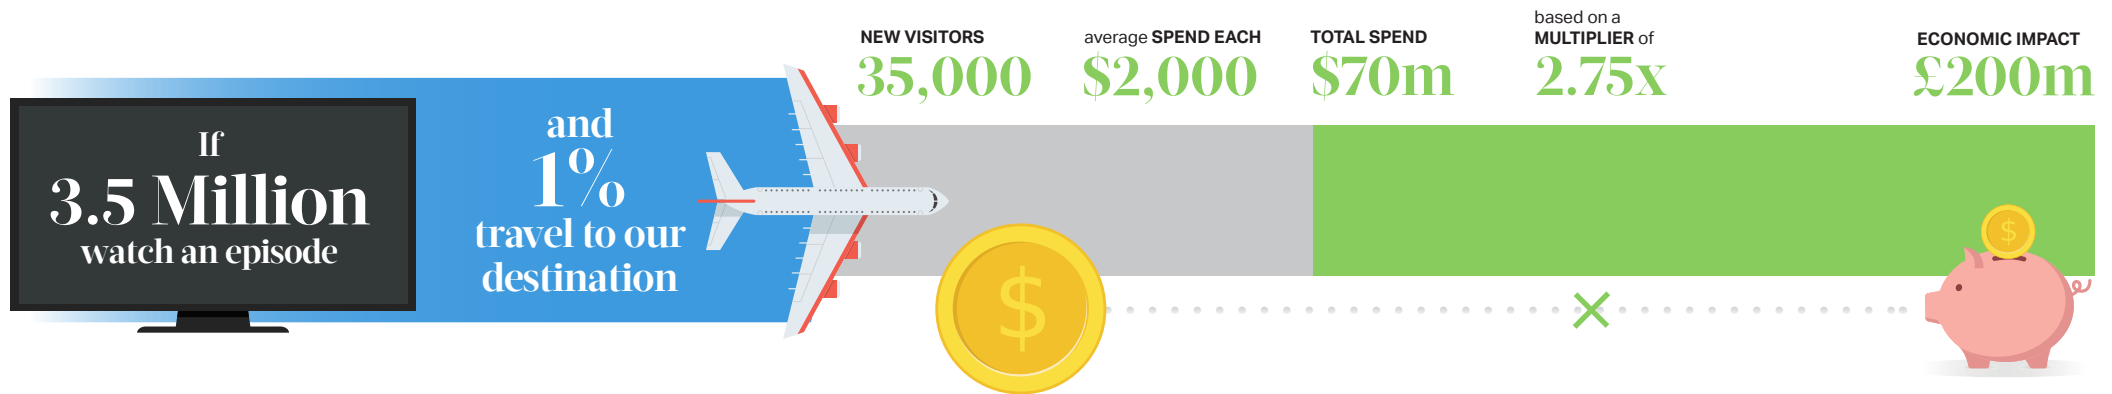 If
3.5 Million
watch an episode
and
1%
travel to our
destination
NEW VISITORS
35,000
average SPEND EACH
$2,000
TOTAL SPEND
$70m
based on a
MULTIPLIER of
2.75x
ECONOMIC IMPACT
£200m
$
$